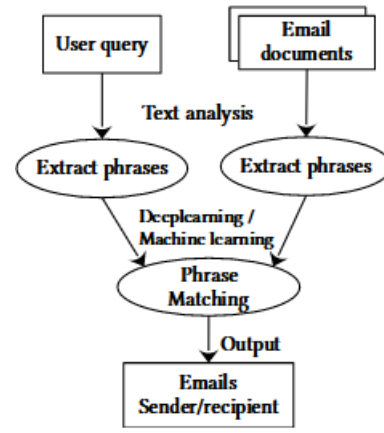 User query
Email
documents
Text analysis
Extract phrases
Extract phrases
Deeplearning /
Machine learning
Phrase
Matching
Output
Emails
Sender/recipient